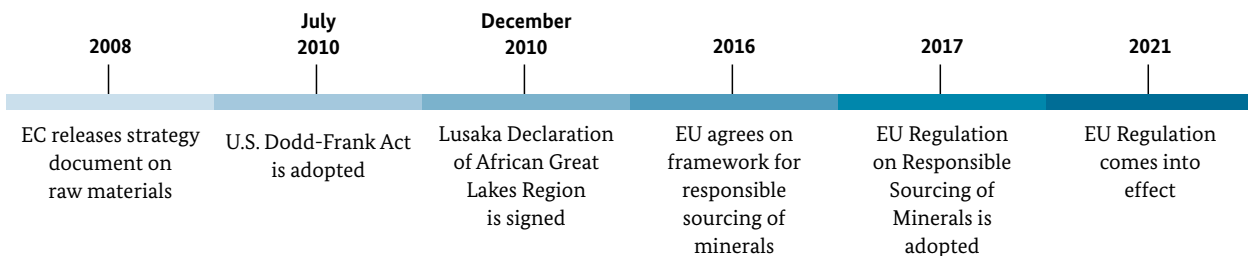 2008
July
2010
December
2010
2016
2017
2021
EC releases strategy
document on
raw materials
U.S. Dodd-Frank Act
is adopted
Lusaka Declaration
of African Great
Lakes Region
is signed
EU agrees on
framework for
responsible
sourcing of
minerals
EU Regulation
on Responsible
Sourcing of
Minerals is
adopted
EU Regulation
comes into
effect